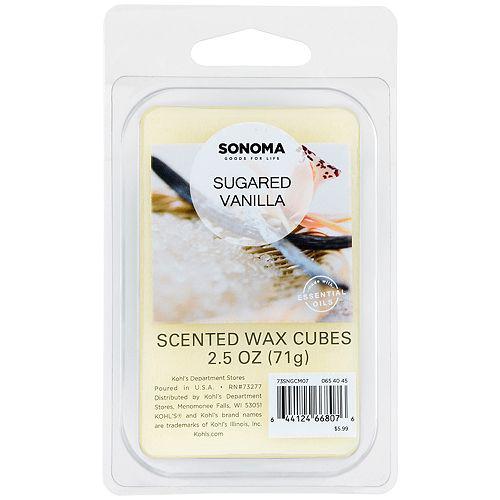 SONOMA
GOODS FOR LIFE
SUGARED
VANILLA
made with
ESSENTIAL
OILS
SCENTED WAX CUBES
2.5 OZ (71g)
Kohl's Department Stores
Poured in U.S.A. • RN#73277
Distributed by Kohl's Department
Stores, Menomonee Falls, WI 53051
KOHL'S® and Kohl's brand names
are trademarks of Kohl's Illinois, Inc.
Kohls.com
73SNGCM07 065 40 45
6 44124 66807 6
$5.99